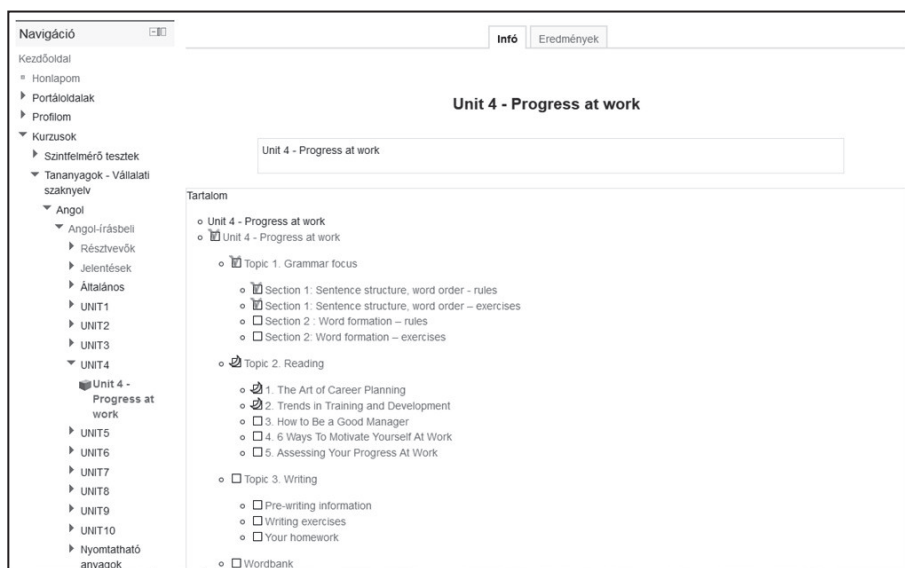 Navigáció
Kezdőoldal
Honlapom
Portáloldalak
Profilom
Kurzusok
Szintfelmérő tesztek
Tananyagok - Vállalati
szaknyelv
Angol
Angol-írásbeli
Résztvevők
Jelentések
Általános
UNIT1
UNIT2
UNIT3
UNIT4
Unit 4 -
Progress at
work
UNIT5
UNIT6
UNIT7
UNIT8
UNIT9
UNIT10
Nyomtatható
anyagok
Infó
Eredmények
Unit 4 - Progress at work
Unit 4 - Progress at work
Tartalom
Unit 4 - Progress at work
Unit 4 - Progress at work
Topic 1. Grammar focus
Section 1: Sentence structure, word order - rules
Section 1: Sentence structure, word order – exercises
Section 2 : Word formation – rules
Section 2: Word formation – exercises
Topic 2. Reading
1. The Art of Career Planning
2. Trends in Training and Development
3. How to Be a Good Manager
4. 6 Ways To Motivate Yourself At Work
5. Assessing Your Progress At Work
Topic 3. Writing
Pre-writing information
Writing exercises
Your homework
Wordbank